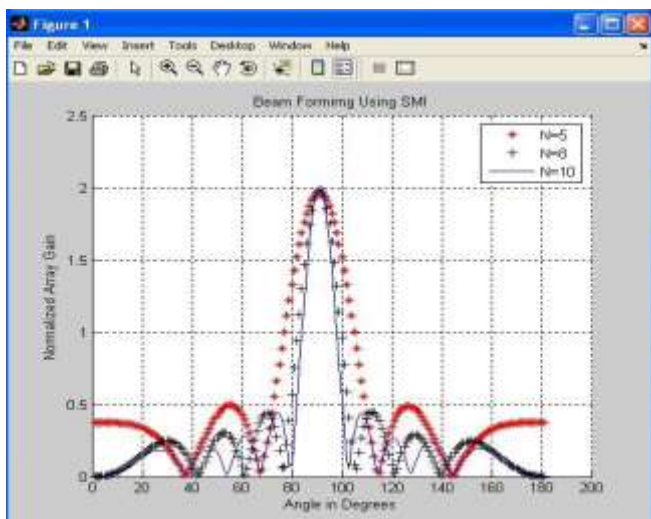 Figure 1
File Edit View Insert Tools Desktop Window Help
Beam Formimg Using SMI
2.5
2
1.5
1
0.5
0
Normalized Array Gain
N=5
N=8
N=10
0 20 40 60 80 100 120 140 160 180 200
Angle in Degrees